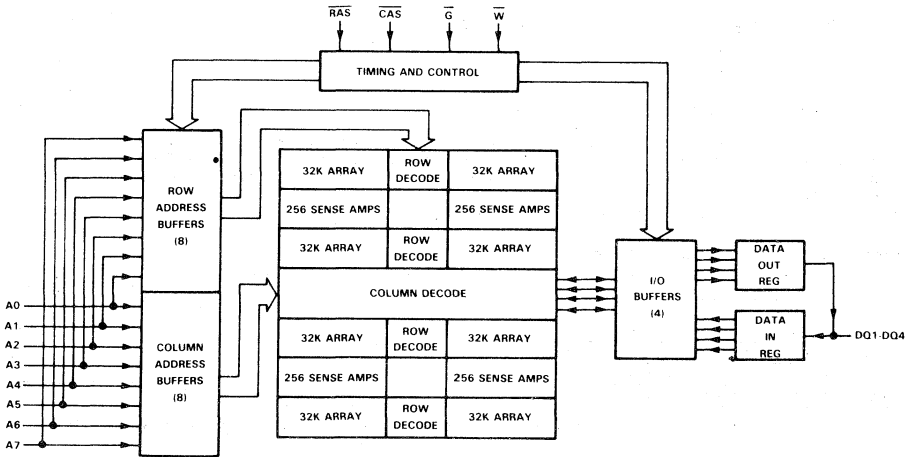 RAS CAS G W
TIMING AND CONTROL
ROW
ADDRESS
BUFFERS
(8)
32K ARRAY ROW DECODE 32K ARRAY
256 SENSE AMPS 256 SENSE AMPS
32K ARRAY ROW DECODE 32K ARRAY
COLUMN DECODE
32K ARRAY ROW DECODE 32K ARRAY
256 SENSE AMPS 256 SENSE AMPS
32K ARRAY ROW DECODE 32K ARRAY
I/O
BUFFERS
(4)
DATA
OUT
REG
DATA
IN
REG
DQ1-DQ4
A0
A1
A2
A3
A4
A5
A6
A7
COLUMN
ADDRESS
BUFFERS
(8)